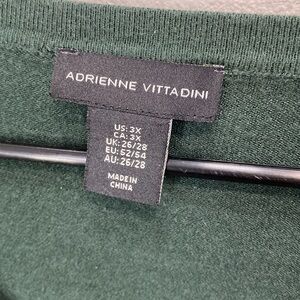 ADRIENNE VITTADINI
US: 3X
CA: 3X
UK: 26/28
EU: 52/54
AU: 26/28
MADE IN
CHINA